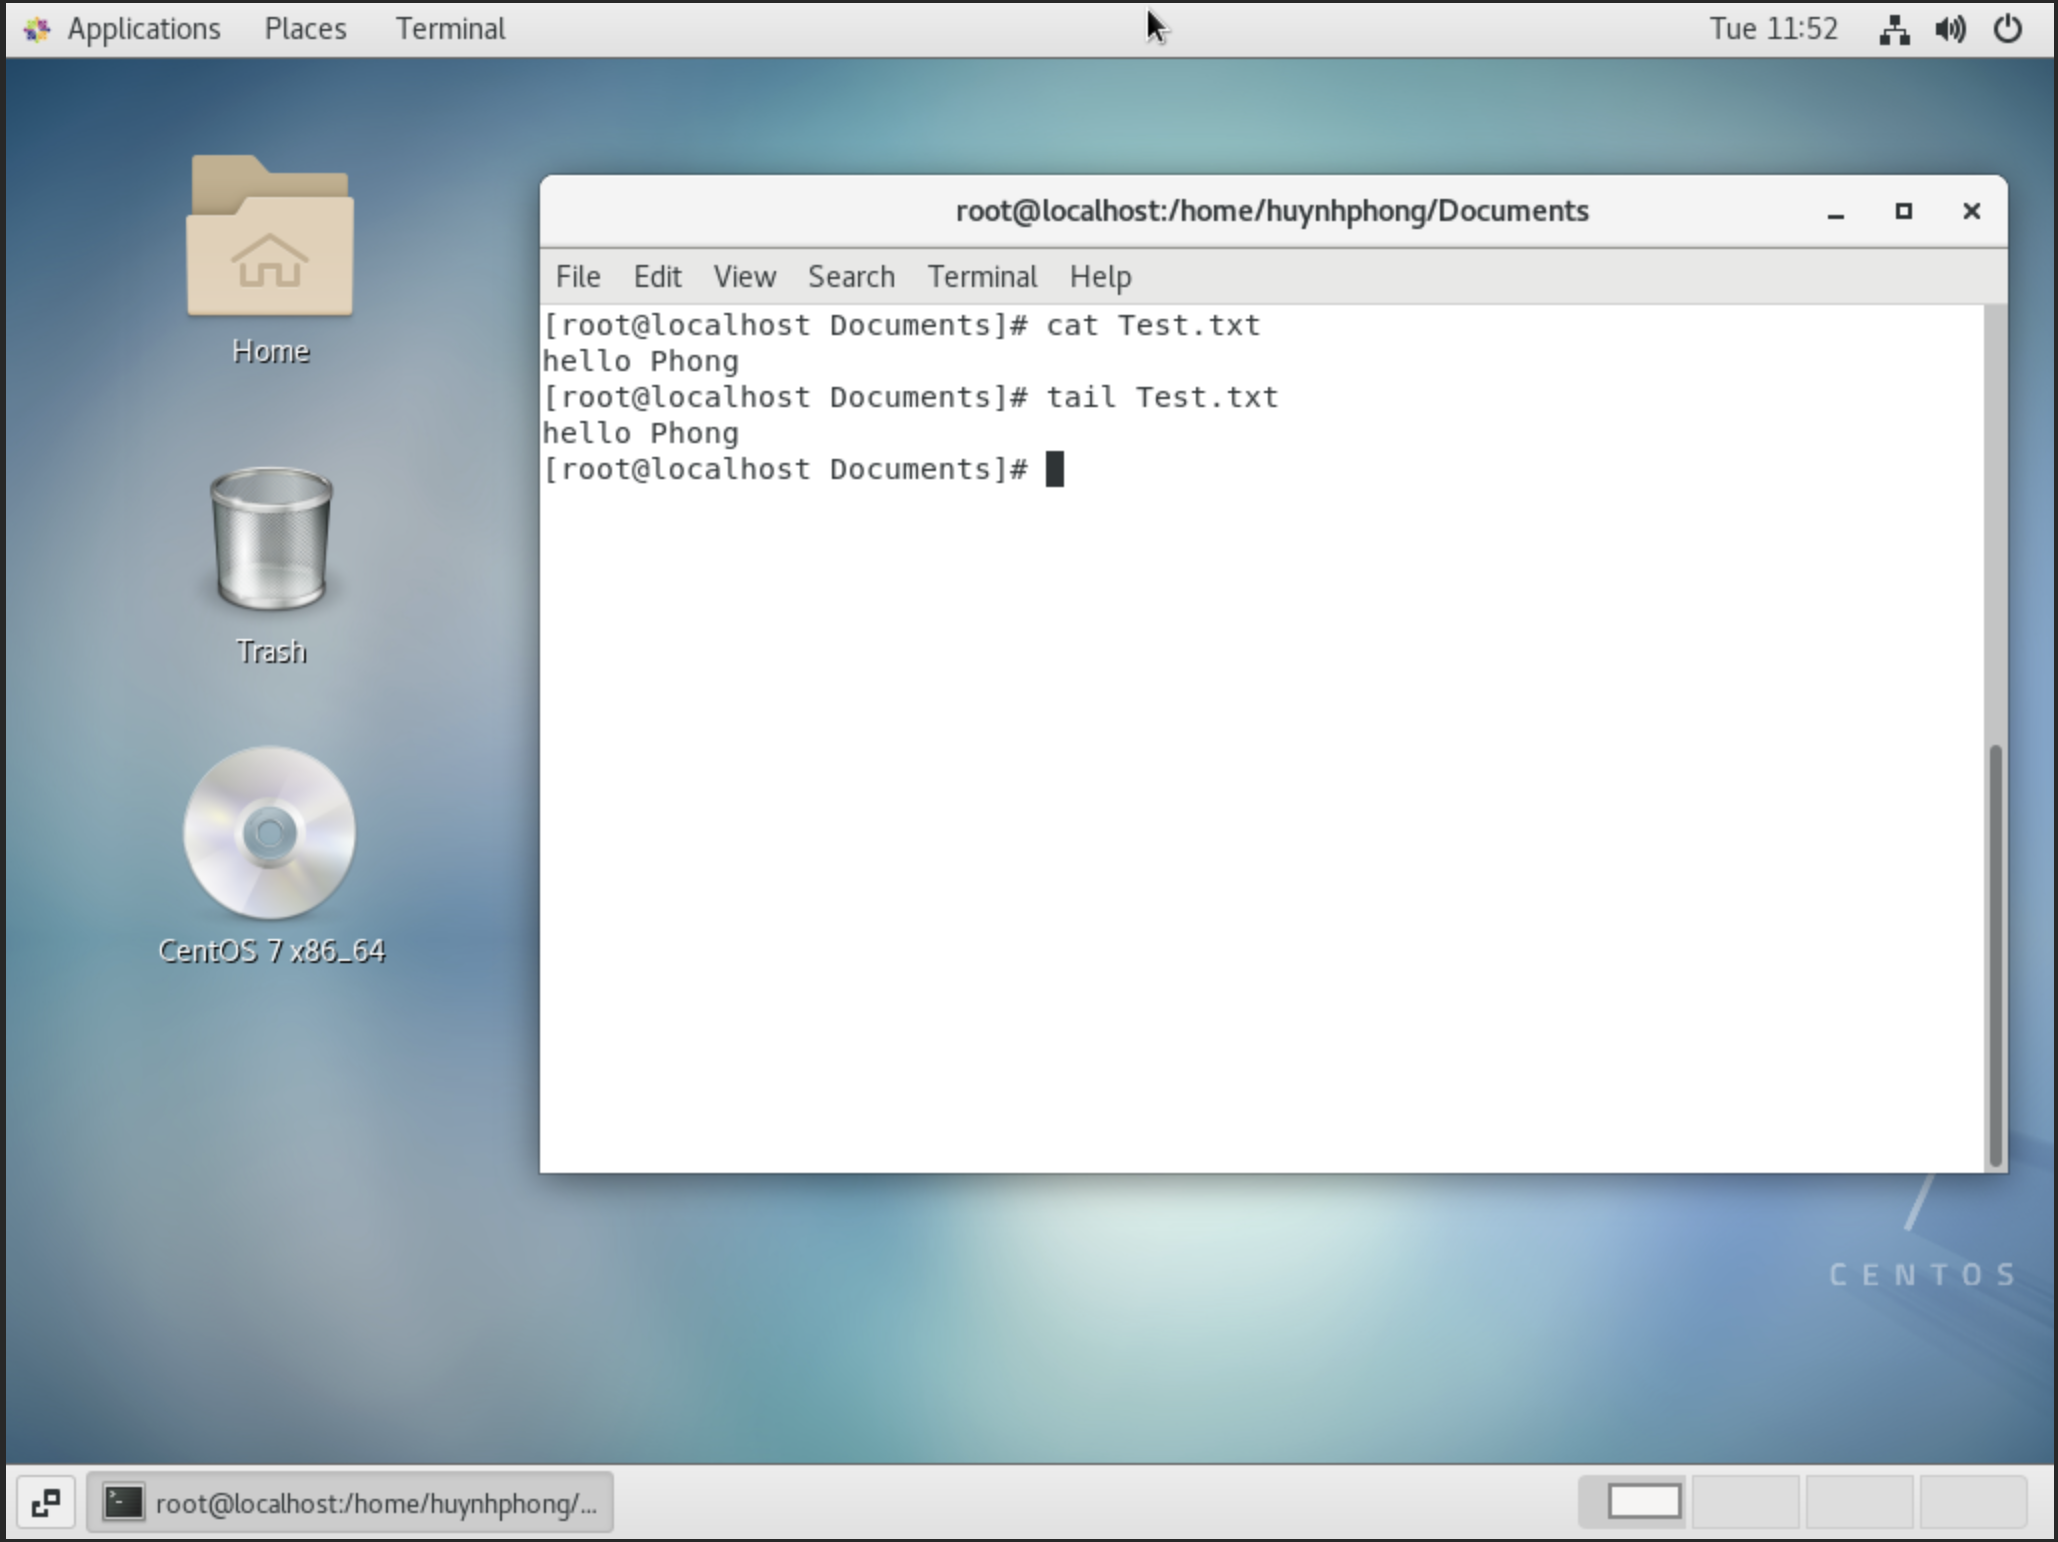 Applications Places Terminal Tue 11:52
Home
Trash
CentOS 7 x86_64
root@localhost:/home/huynhphong/Documents
File Edit View Search Terminal Help
[root@localhost Documents]# cat Test.txt
hello Phong
[root@localhost Documents]# tail Test.txt
hello Phong
[root@localhost Documents]#
7
CENTOS
root@localhost:/home/huynhphong/...